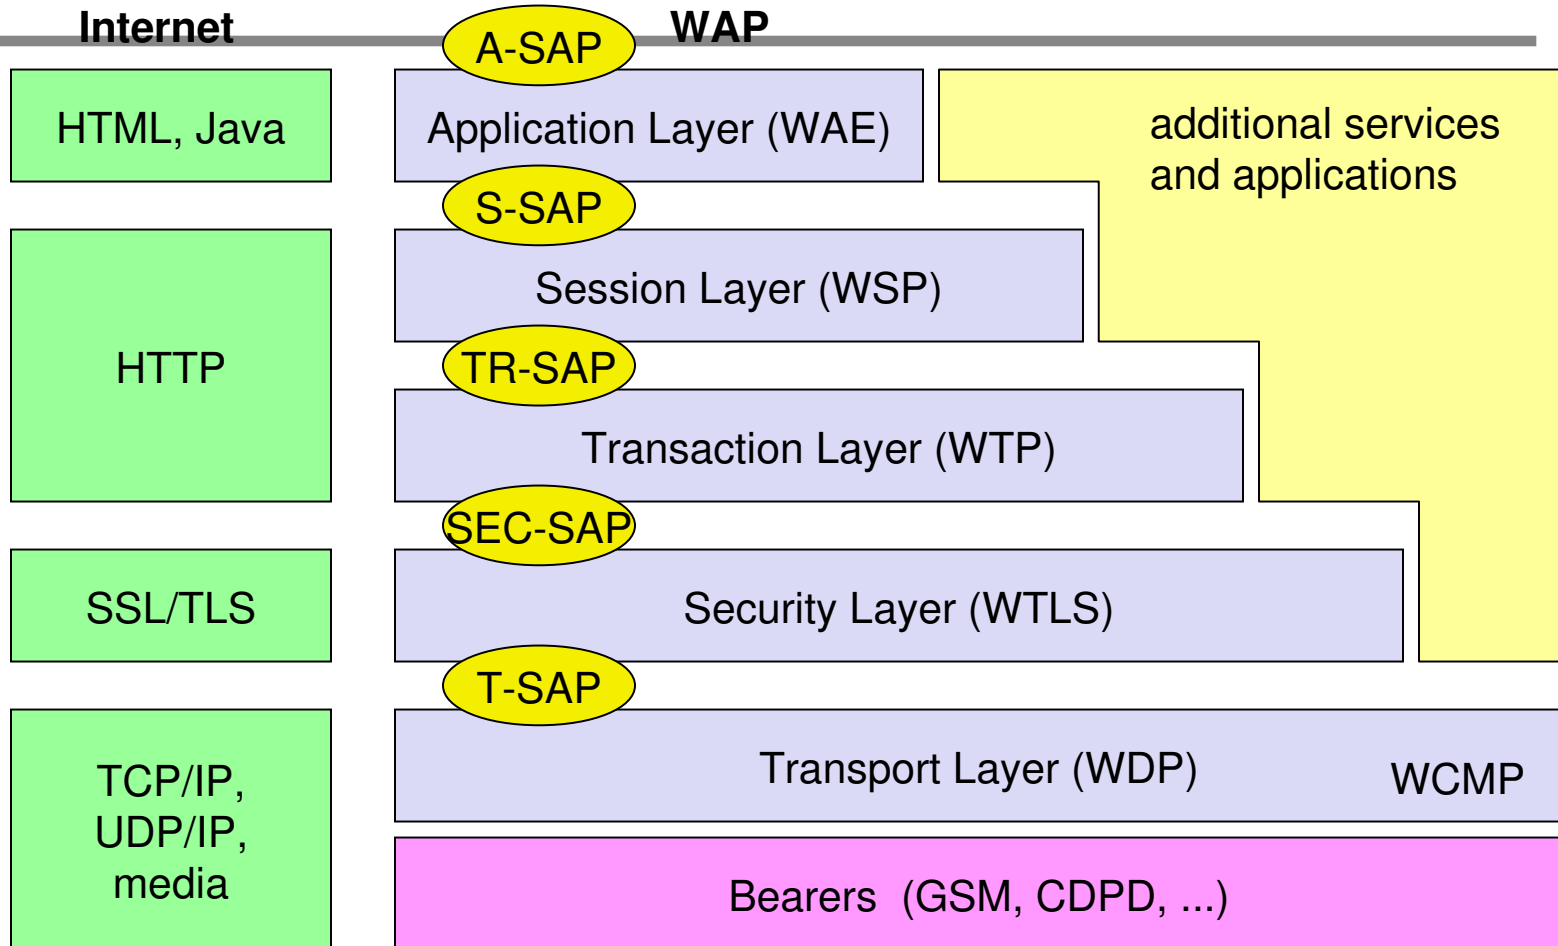 Internet
WAP
A-SAP
HTML, Java
Application Layer (WAE)
additional services
and applications
S-SAP
Session Layer (WSP)
HTTP
TR-SAP
Transaction Layer (WTP)
SEC-SAP
SSL/TLS
Security Layer (WTLS)
T-SAP
TCP/IP,
UDP/IP,
media
Transport Layer (WDP)
WCMP
Bearers (GSM, CDPD, ...)